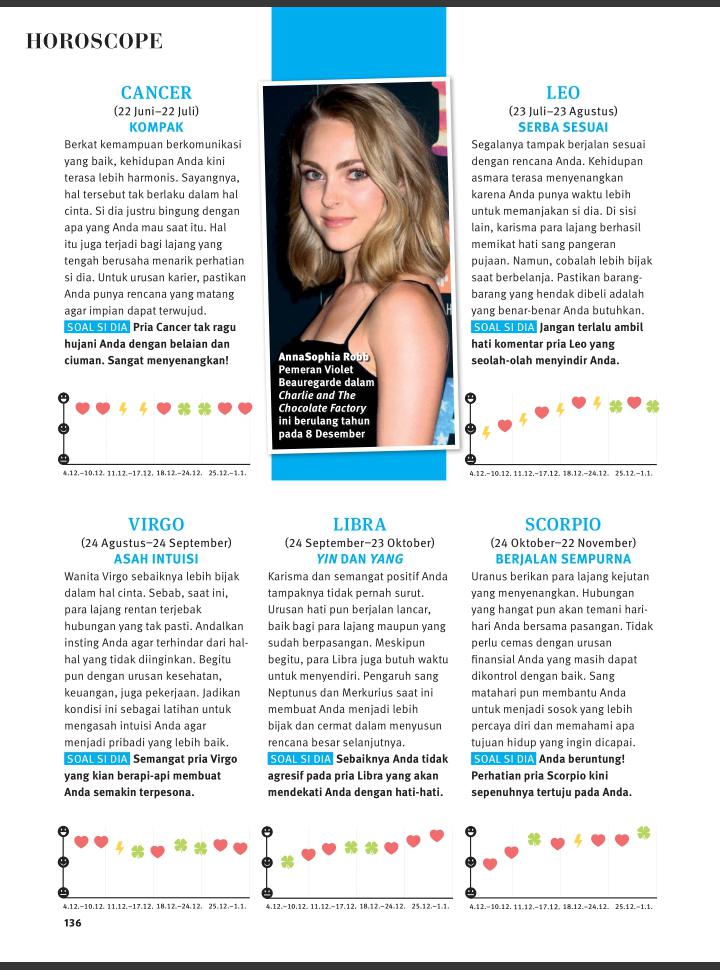 HOROSCOPE
CANCER
(22 Juni–22 Juli)
KOMPAK
Berkat kemampuan berkomunikasi
yang baik, kehidupan Anda kini
terasa lebih harmonis. Sayangnya,
hal tersebut tak berlaku dalam hal
cinta. Si dia justru bingung dengan
apa yang Anda mau saat itu. Hal
itu juga terjadi bagi lajang yang
tengah berusaha menarik perhatian
si dia. Untuk urusan karier, pastikan
Anda punya rencana yang matang
agar impian dapat terwujud.
SOAL SI DIA Pria Cancer tak ragu
hujani Anda dengan belaian dan
ciuman. Sangat menyenangkan!
4.12.–10.12. 11.12.–17.12. 18.12.–24.12. 25.12.–1.1.
AnnaSophia Robb
Pemeran Violet
Beauregarde dalam
Charlie and The
Chocolate Factory
ini berulang tahun
pada 8 Desember
LEO
(23 Juli–23 Agustus)
SERBA SESUAI
Segalanya tampak berjalan sesuai
dengan rencana Anda. Kehidupan
asmara terasa menyenangkan
karena Anda punya waktu lebih
untuk memanjakan si dia. Di sisi
lain, karisma para lajang berhasil
memikat hati sang pangeran
pujaan. Namun, cobalah lebih bijak
saat berbelanja. Pastikan barang-
barang yang hendak dibeli adalah
yang benar-benar Anda butuhkan.
SOAL SI DIA Jangan terlalu ambil
hati komentar pria Leo yang
seolah-olah menyindir Anda.
4.12.–10.12. 11.12.–17.12. 18.12.–24.12. 25.12.–1.1.
VIRGO
(24 Agustus–24 September)
ASAH INTUISI
Wanita Virgo sebaiknya lebih bijak
dalam hal cinta. Sebab, saat ini,
para lajang rentan terjebak
hubungan yang tak pasti. Andalkan
insting Anda agar terhindar dari hal-
hal yang tidak diinginkan. Begitu
pun dengan urusan kesehatan,
keuangan, juga pekerjaan. Jadikan
kondisi ini sebagai latihan untuk
mengasah intuisi Anda agar
menjadi pribadi yang lebih baik.
SOAL SI DIA Semangat pria Virgo
yang kian berapi-api membuat
Anda semakin terpesona.
4.12.–10.12. 11.12.–17.12. 18.12.–24.12. 25.12.–1.1.
LIBRA
(24 September–23 Oktober)
YIN DAN YANG
Karisma dan semangat positif Anda
tampaknya tidak pernah surut.
Urusan hati pun berjalan lancar,
baik bagi para lajang maupun yang
sudah berpasangan. Meskipun
begitu, para Libra juga butuh waktu
untuk menyendiri. Pengaruh sang
Neptunus dan Merkurius saat ini
membuat Anda menjadi lebih
bijak dan cermat dalam menyusun
rencana besar selanjutnya.
SOAL SI DIA Sebaiknya Anda tidak
agresif pada pria Libra yang akan
mendekati Anda dengan hati-hati.
4.12.–10.12. 11.12.–17.12. 18.12.–24.12. 25.12.–1.1.
SCORPIO
(24 Oktober–22 November)
BERJALAN SEMPURNA
Uranus berikan para lajang kejutan
yang menyenangkan. Hubungan
yang hangat pun akan temani hari-
hari Anda bersama pasangan. Tidak
perlu cemas dengan urusan
finansial Anda yang masih dapat
dikontrol dengan baik. Sang
matahari pun membantu Anda
untuk menjadi sosok yang lebih
percaya diri dan memahami apa
tujuan hidup yang ingin dicapai.
SOAL SI DIA Anda beruntung!
Perhatian pria Scorpio kini
sepenuhnya tertuju pada Anda.
4.12.–10.12. 11.12.–17.12. 18.12.–24.12. 25.12.–1.1.
136